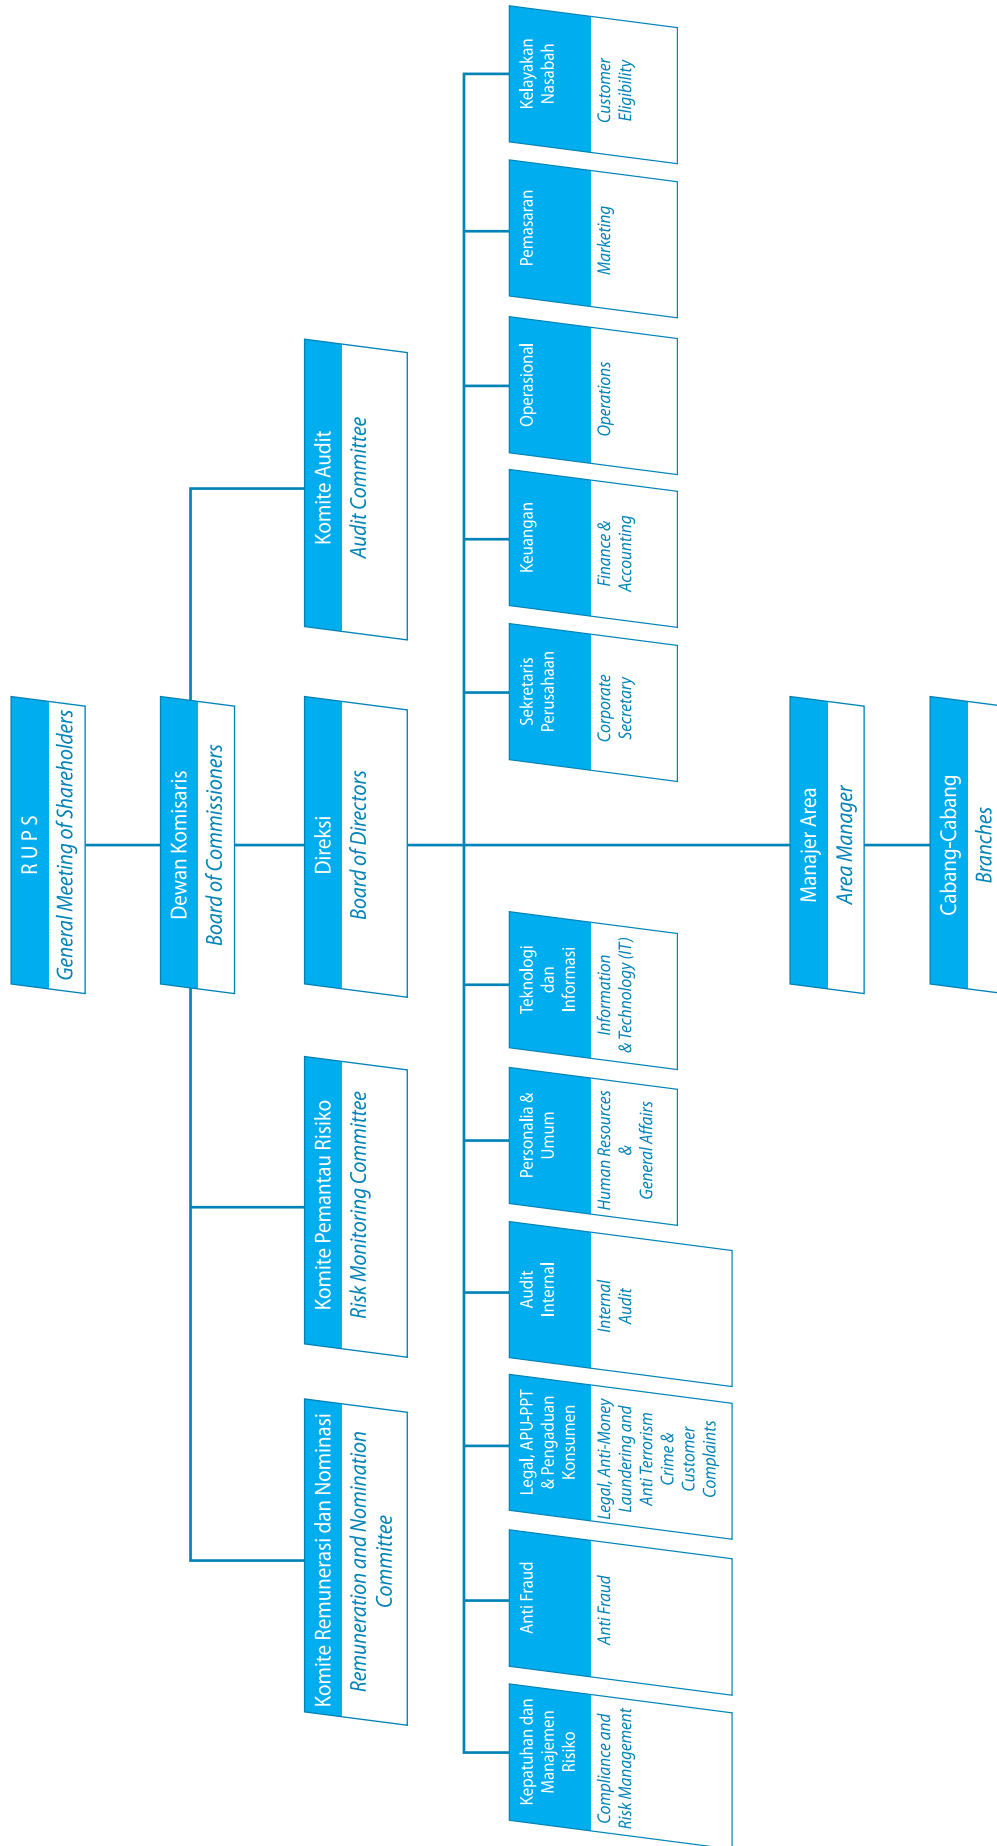 R U P S
General Meeting of Shareholders
Dewan Komisaris
Board of Commissioners
Komite Remunerasi dan Nominasi
Remuneration and Nomination
Committee
Komite Pemantau Risiko
Risk Monitoring Committee
Direksi
Board of Directors
Komite Audit
Audit Committee
Kepatuhan dan
Manajemen
Risiko
Compliance and
Risk Management
Anti Fraud
Anti Fraud
Legal, APU-PPT
& Pengaduan
Konsumen
Legal, Anti-Money
Laundering and
Anti Terrorism
Crime &
Customer
Complaints
Audit
Internal
Internal
Audit
Personalia &
Umum
Human Resources
&
General Affairs
Teknologi
dan
Informasi
Information
& Technology (IT)
Sekretaris
Perusahaan
Corporate
Secretary
Keuangan
Finance &
Accounting
Operasional
Operations
Pemasaran
Marketing
Kelayakan
Nasabah
Customer
Eligibility
Manajer Area
Area Manager
Cabang-Cabang
Branches